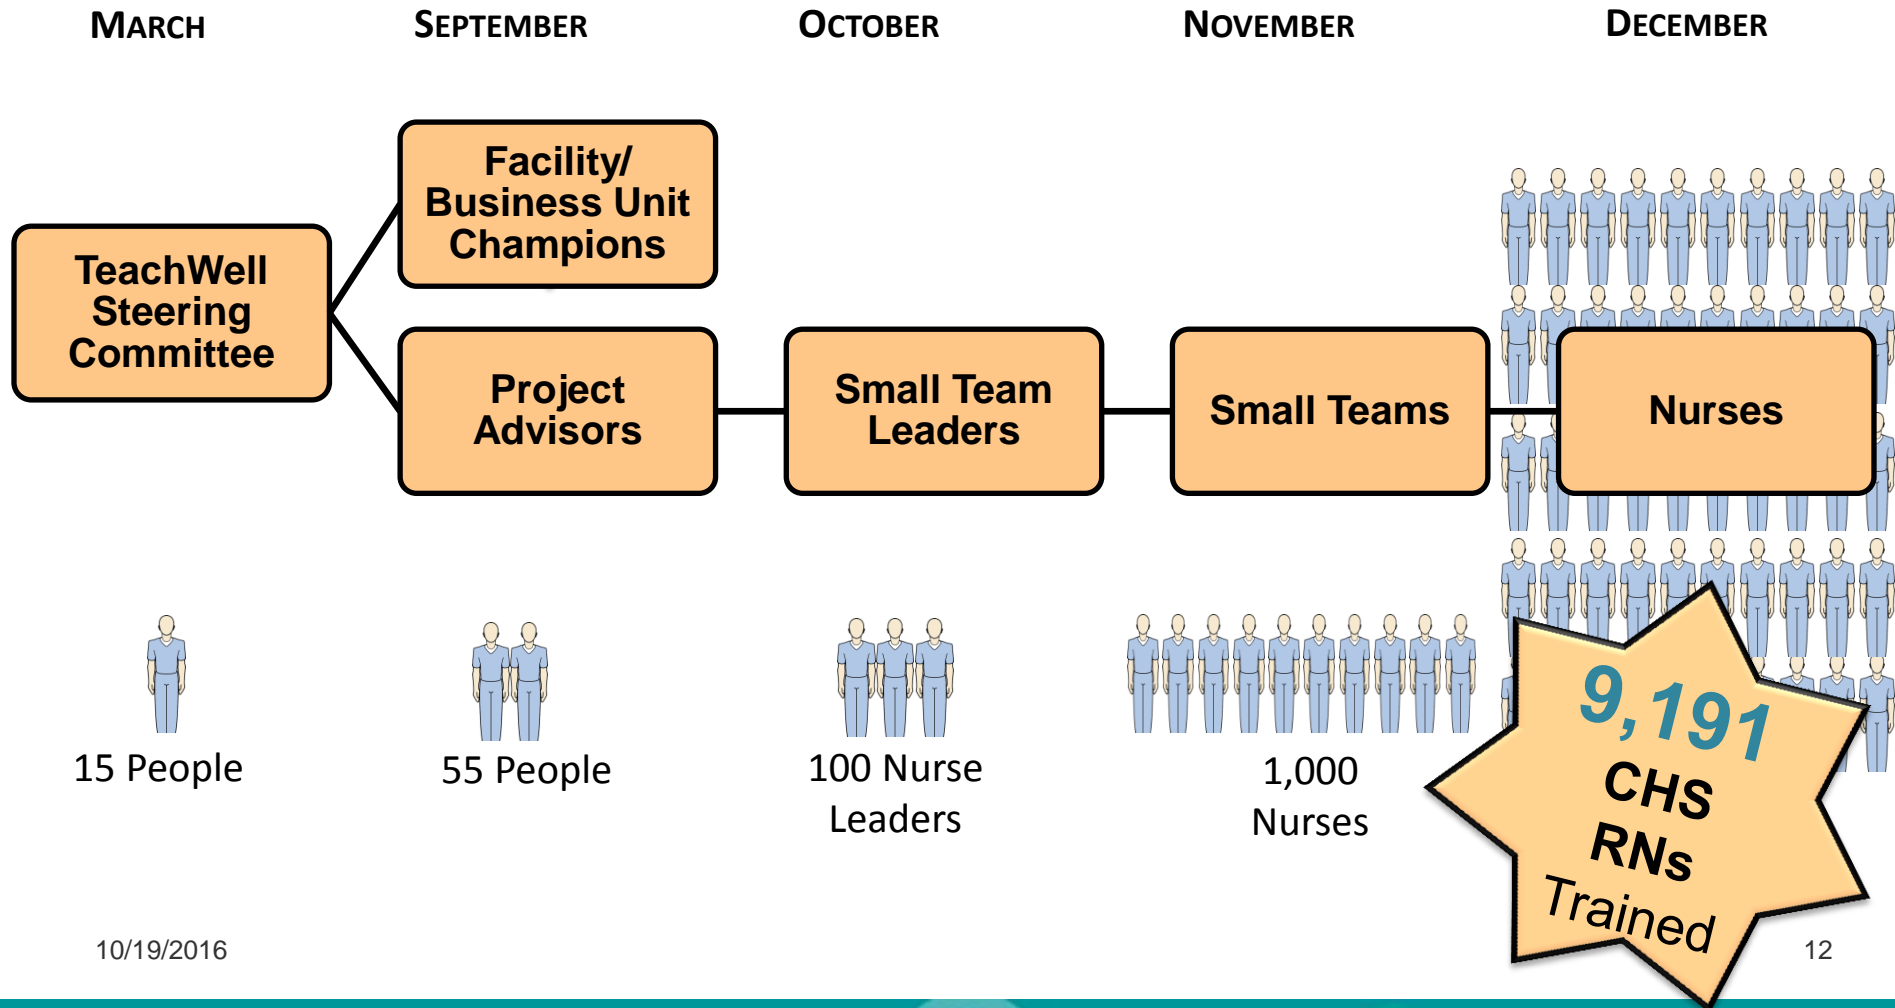 MARCH
SEPTEMBER
OCTOBER
NOVEMBER
DECEMBER
Facility/
Business Unit
Champions
TeachWell
Steering
Committee
Project
Advisors
Small Team
Leaders
Small Teams
Nurses
15 People
55 People
100 Nurse
Leaders
1,000
Nurses
9,191
CHS
RNs
Trained
10/19/2016
12